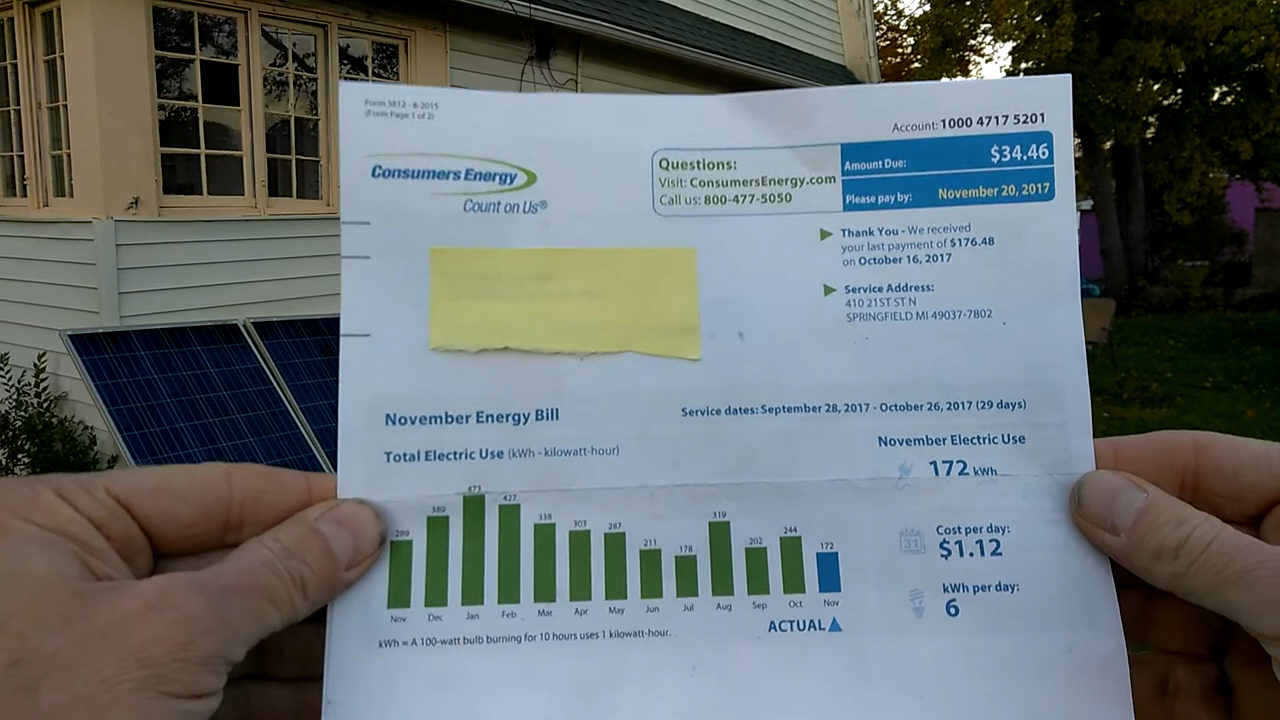 Form 3812 - 8-2015
(Form Page 1 of 2)
Account: 1000 4717 5201
Consumers Energy
Count on Us®
Questions:
Visit: ConsumersEnergy.com
Call us: 800-477-5050
Amount Due: $34.46
Please pay by: November 20, 2017
Thank You - We received
your last payment of $176.48
on October 16, 2017
Service Address:
410 21ST ST N
SPRINGFIELD MI 49037-7802
November Energy Bill
Service dates: September 28, 2017 - October 26, 2017 (29 days)
Total Electric Use (kWh - kilowatt-hour)
November Electric Use
172 kWh
31
Cost per day:
$1.12
kWh per day:
6
289 389 473 427 338 303 287 211 178 319 202 244 172
Nov Dec Jan Feb Mar Apr May Jun Jul Aug Sep Oct Nov
ACTUAL
kWh = A 100-watt bulb burning for 10 hours uses 1 kilowatt-hour.